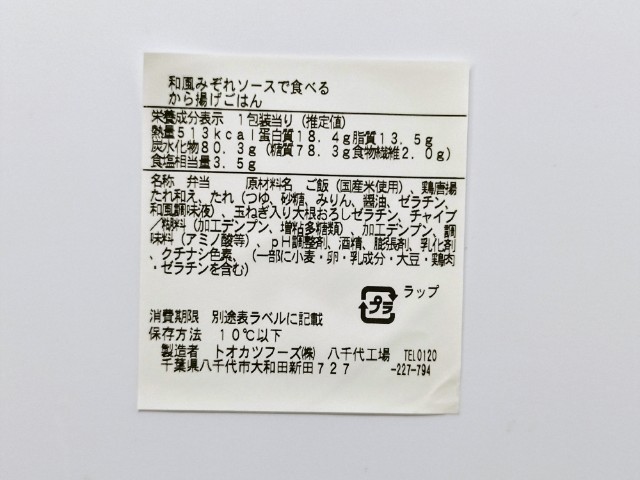 和風みぞれソースで食べる
から揚げごはん
栄養成分表示 1包装当り（推定値）
熱量513kcal蛋白質18.4g脂質13.5g
炭水化物80.3g（糖質78.3g食物繊維2.0g）
食塩相当量3.5g
名称 弁当 原材料名 ご飯（国産米使用）、鶏唐揚
たれ和え、たれ（つゆ、砂糖、みりん、醤油、ゼラチン、
和風調味液）、玉ねぎ入り大根おろしゼラチン、チャイブ
／糊料（加工デンプン、増粘多糖類）、加工デンプン、調
味料（アミノ酸等）、pH調整剤、酒精、膨張剤、乳化剤
、クチナシ色素、（一部に小麦・卵・乳成分・大豆・鶏肉
・ゼラチンを含む）
プラ ラップ
消費期限 別途表ラベルに記載
保存方法 10℃以下
製造者 トオカツフーズ㈱ 八千代工場 TEL0120
千葉県八千代市大和田新田727 -227-794